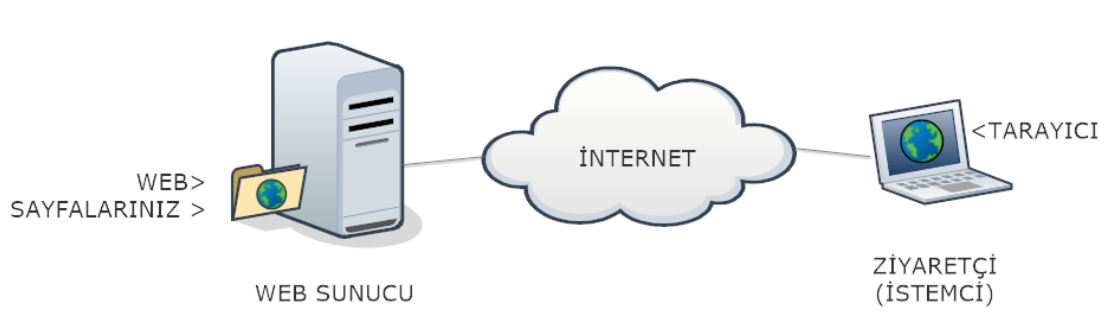 WEB>
SAYFALARINIZ >
WEB SUNUCU
İNTERNET
<TARAYICI
ZİYARETÇİ
(İSTEMCİ)